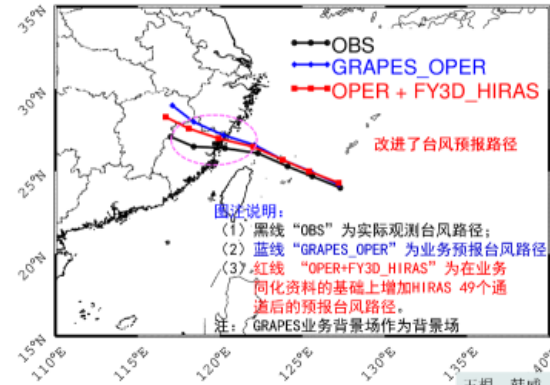 35°N
30°N
25°N
20°N
15°N
OBS
GRAPES_OPER
OPER + FY3D_HIRAS
改进了台风预报路径
图注说明：
（1）黑线“OBS”为实际观测台风路径；
（2）蓝线“GRAPES_OPER”为业务预报台风路径
（3）红线 “OPER+FY3D_HIRAS”为在业务
同化资料的基础上增加HIRAS 49个通
道后的预报台风路径。
注： GRAPES业务背景场作为背景场
110°E
115°E
120°E
125°E
130°E
135°E